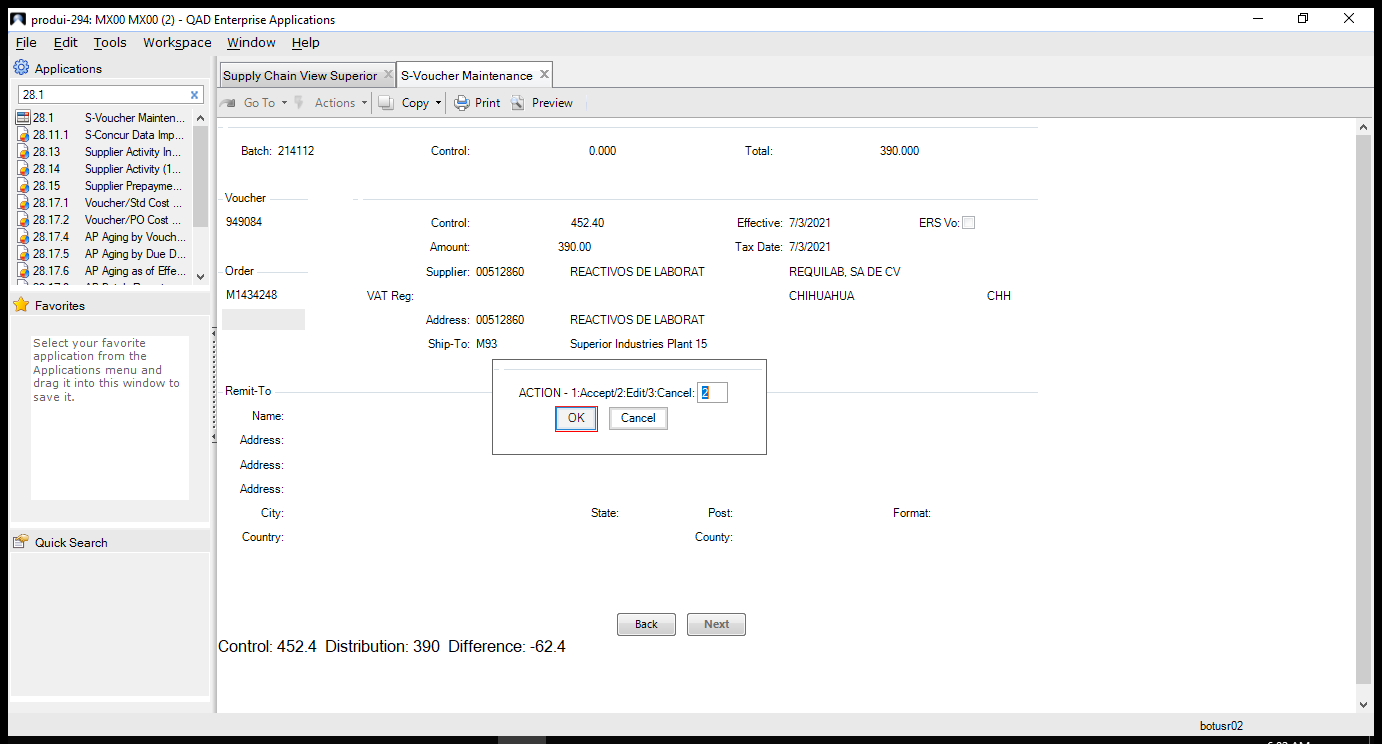 produi-294: MX00 MX00 (2) - QAD Enterprise Applications
File Edit Tools Workspace Window Help
Applications
28.1 x
28.1 S-Voucher Mainten...
28.11.1 S-Concur Data Imp...
28.13 Supplier Activity In...
28.14 Supplier Activity (1...
28.15 Supplier Prepayme...
28.17.1 Voucher/Std Cost ...
28.17.2 Voucher/PO Cost ...
28.17.4 AP Aging by Vouch...
28.17.5 AP Aging by Due D...
28.17.6 AP Aging as of Effe...
Favorites
Select your favorite
application from the
Applications menu and
drag it into this window to
save it.
Quick Search
Supply Chain View Superior
S-Voucher Maintenance
Go To Actions Copy Print Preview
Batch: 214112 Control: 0.000 Total: 390.000
Voucher
949084 Control: 452.40 Effective: 7/3/2021 ERS Vo:
Amount: 390.00 Tax Date: 7/3/2021
Order Supplier: 00512860 REACTIVOS DE LABORAT REQUILAB, SA DE CV
M1434248 VAT Reg: CHIHUAHUA CHH
Address: 00512860 REACTIVOS DE LABORAT
Ship-To: M93 Superior Industries Plant 15
ACTION - 1:Accept/2:Edit/3:Cancel: 2
OK Cancel
Remit-To
Name:
Address:
Address:
Address:
City: State: Post: Format:
Country: County:
Back Next
Control: 452.4 Distribution: 390 Difference: -62.4
botusr02